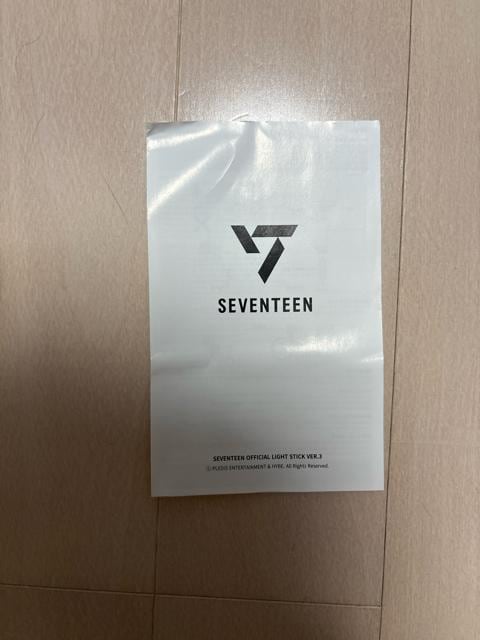 SEVENTEEN
SEVENTEEN OFFICIAL LIGHT STICK VER.3
ⓒ PLEDIS ENTERTAINMENT & HYBE. All Rights Reserved.